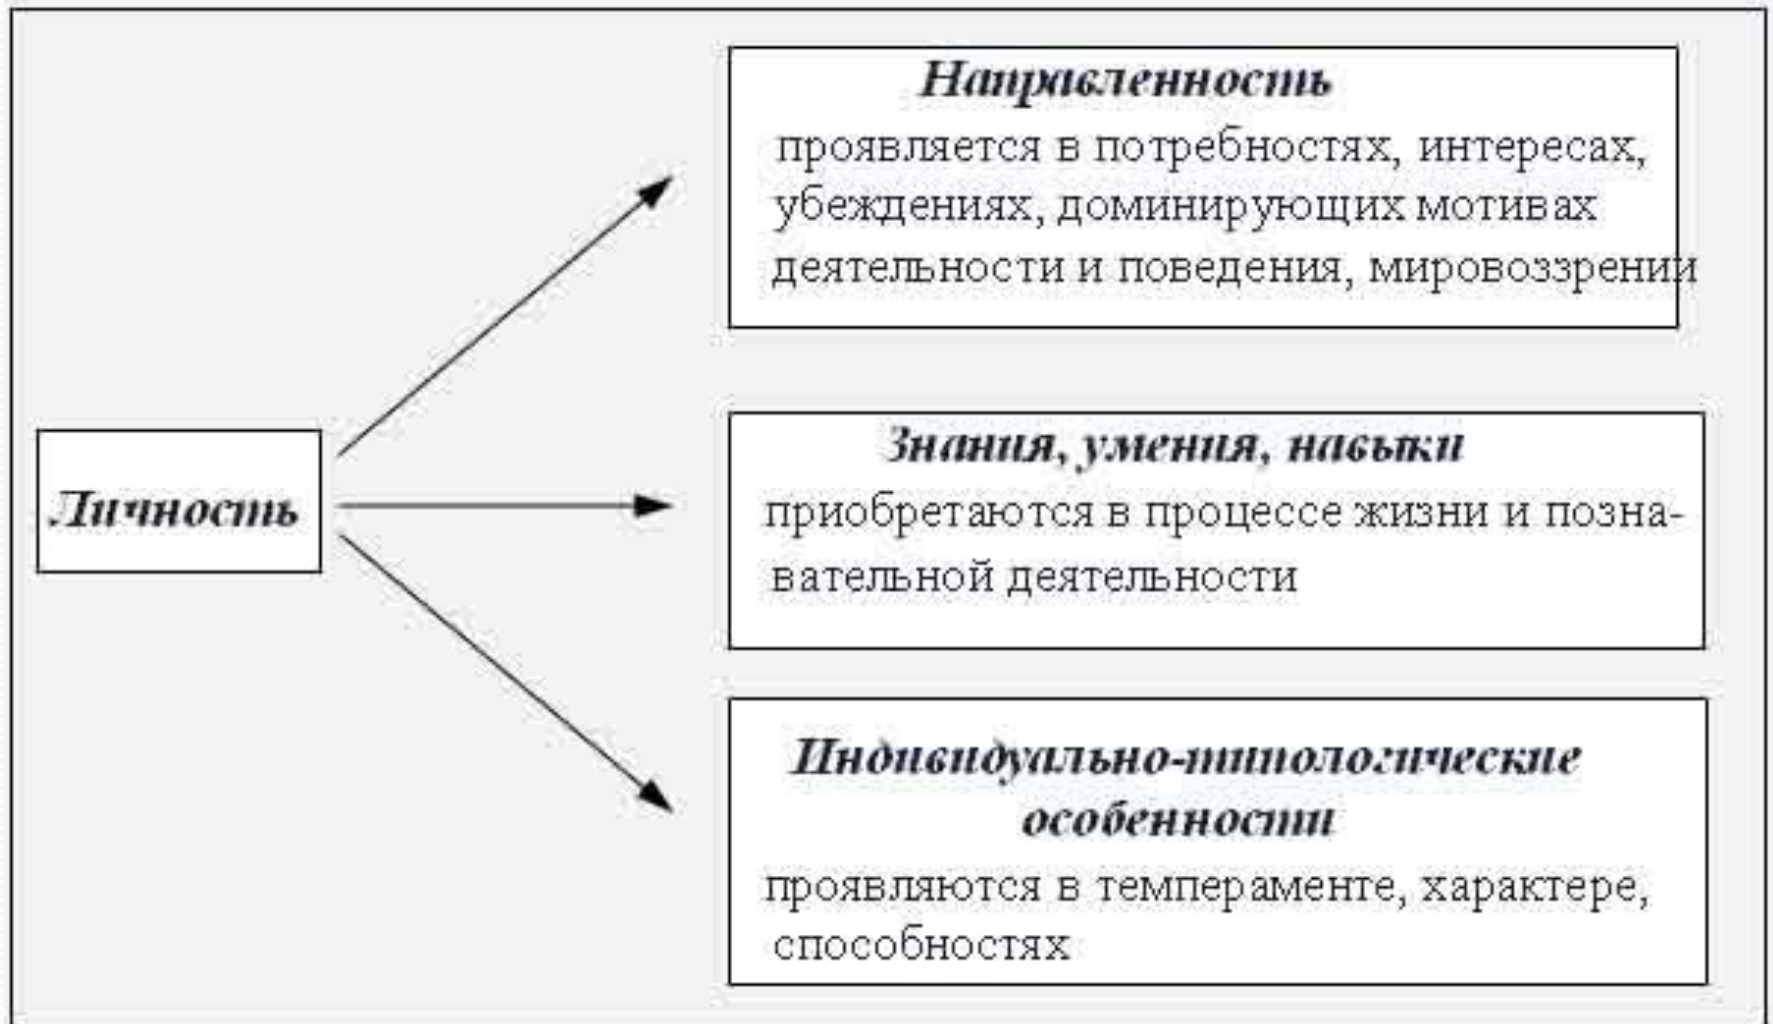 Направленность
проявляется в потребностях, интересах,
убеждениях, доминирующих мотивах
деятельности и поведения, мировоззрении
Личность
Знания, умения, навыки
приобретаются в процессе жизни и позна-
вательной деятельности
Индивидуально-типологические
особенности
проявляются в темпераменте, характере,
способностях